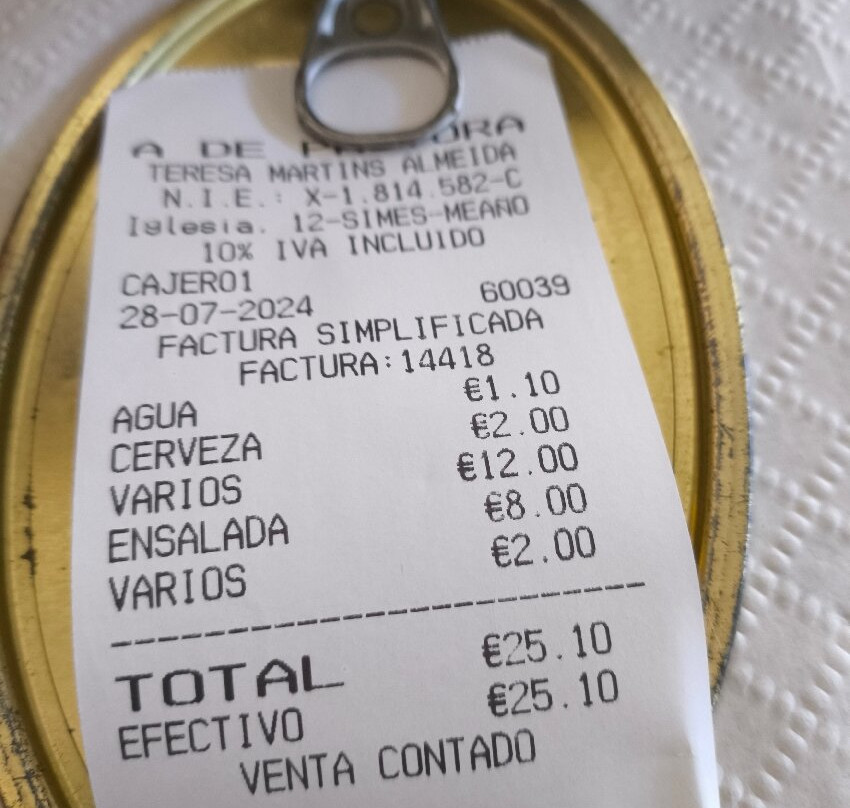 A DE
TERESA MARTINS ALMEIDA
N.I.E.: X-1.814.582-C
Iglesia. 12-SIMES-MEAÑO
10% IVA INCLUIDO
CAJERO1 60039
28-07-2024
FACTURA SIMPLIFICADA
FACTURA:14418
AGUA €1.10
CERVEZA €2.00
VARIOS €12.00
ENSALADA €8.00
VARIOS €2.00
------------------------
TOTAL €25.10
EFECTIVO €25.10
VENTA CONTADO